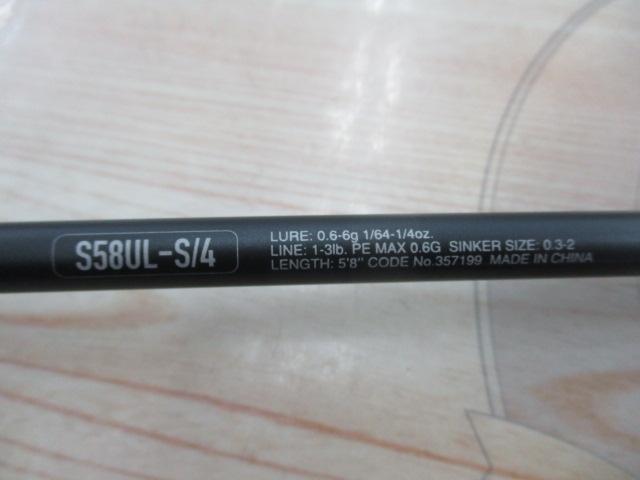 S58UL-S/4
LURE: 0.6-6g 1/64-1/4oz.
LINE: 1-3lb. PE MAX 0.6G SINKER SIZE: 0.3-2
LENGTH: 5'8" CODE No.357199 MADE IN CHINA